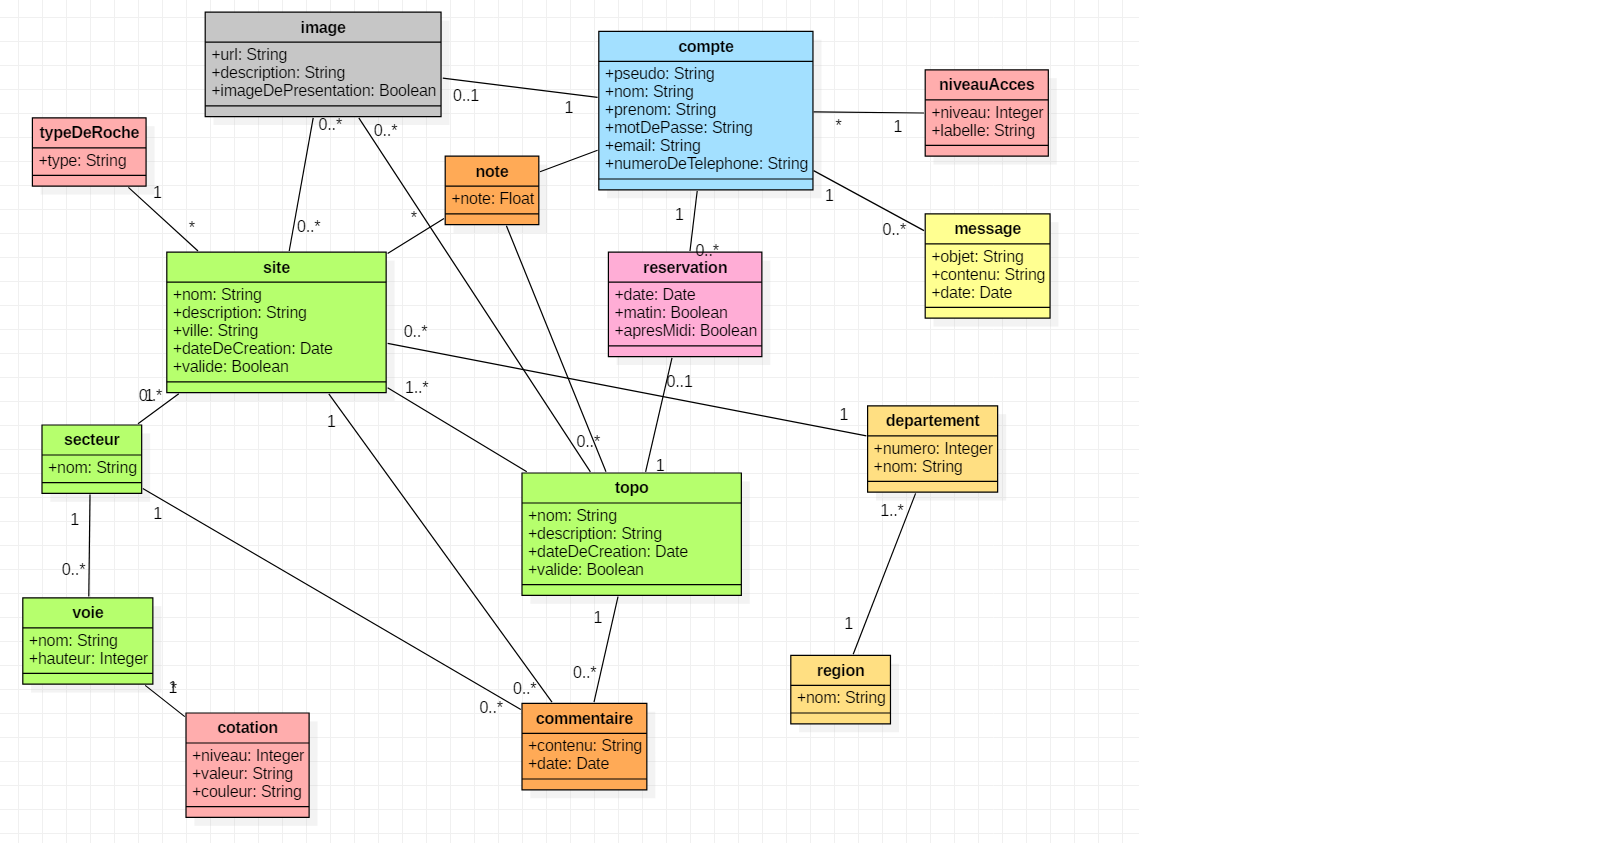 image
+url: String
+description: String
+imageDePresentation: Boolean
compte
+pseudo: String
+nom: String
+prenom: String
+motDePasse: String
+email: String
+numeroDeTelephone: String
niveauAcces
+niveau: Integer
+labelle: String
0..1
1
*
1
typeDeRoche
+type: String
0..*
0..*
note
+note: Float
1
*
0..*
*
1
0..*
1
0..*
message
+objet: String
+contenu: String
+date: Date
site
+nom: String
+description: String
+ville: String
+dateDeCreation: Date
+valide: Boolean
reservation
+date: Date
+matin: Boolean
+apresMidi: Boolean
0..*
1..*
0..1
1
1
0..*
1
departement
+numero: Integer
+nom: String
secteur
+nom: String
0..*
1
topo
+nom: String
+description: String
+dateDeCreation: Date
+valide: Boolean
1
1
1..*
0..*
voie
+nom: String
+hauteur: Integer
1
1
0..*
0..*
0..*
1
*
region
+nom: String
cotation
+niveau: Integer
+valeur: String
+couleur: String
commentaire
+contenu: String
+date: Date